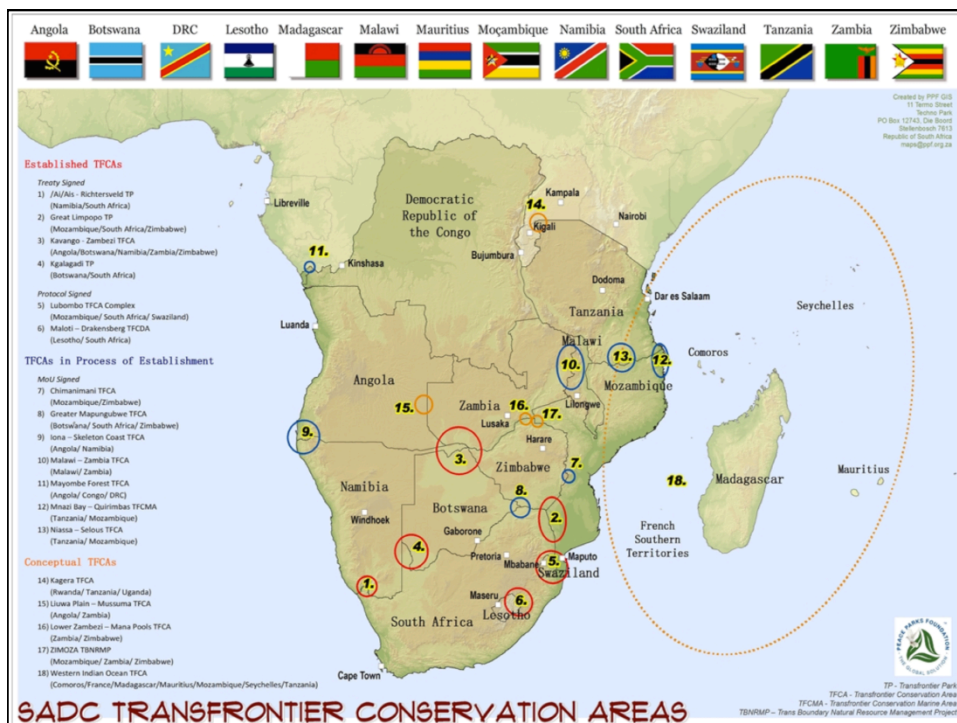 Angola Botswana DRC Lesotho Madagascar Malawi Mauritius Moçambique Namibia South Africa Swaziland Tanzania Zambia Zimbabwe
Created by PPF GIS
11 Termo Street
Techno Park
PO Box 12743, Die Boord
Stellenbosch 7613
Republic of South Africa
maps@ppf.org.za
Established TFCAs
Treaty Signed
1) /Ai/Ais - Richtersveld TP
(Namibia/South Africa)
2) Great Limpopo TP
(Mozambique/South Africa/Zimbabwe)
3) Kavango - Zambezi TFCA
(Angola/Botswana/Namibia/Zambia/Zimbabwe)
4) Kgalagadi TP
(Botswana/South Africa)
Protocol Signed
5) Lubombo TFCA Complex
(Mozambique/ South Africa/ Swaziland)
6) Maloti - Drakensberg TFCDA
(Lesotho/ South Africa)
TFCAs in Process of Establishment
MoU Signed
7) Chimanimani TFCA
(Mozambique/Zimbabwe)
8) Greater Mapungubwe TFCA
(Botswana/ South Africa/ Zimbabwe)
9) Iona - Skeleton Coast TFCA
(Angola/ Namibia)
10) Malawi - Zambia TFCA
(Malawi/ Zambia)
11) Mayombe Forest TFCA
(Angola/ Congo/ DRC)
12) Mnazi Bay - Quirimbas TFCMA
(Tanzania/ Mozambique)
13) Niassa - Selous TFCA
(Tanzania/ Mozambique)
Conceptual TFCAs
14) Kagera TFCA
(Rwanda/ Tanzania/ Uganda)
15) Liuwa Plain - Mussuma TFCA
(Angola/ Zambia)
16) Lower Zambezi - Mana Pools TFCA
(Zambia/ Zimbabwe)
17) ZIMOZA TBNRMP
(Mozambique/ Zambia/ Zimbabwe)
18) Western Indian Ocean TFCA
(Comoros/France/Madagascar/Mauritius/Mozambique/Seychelles/Tanzania)
Libreville
Democratic
Republic of
the Congo
Kampala
14.
Kigali
Nairobi
11.
Kinshasa
Bujumbura
Dodoma
Dar es Salaam
Seychelles
Luanda
Tanzania
Malawi
10.
13.
12.
Comoros
Mozambique
Angola
15.
Zambia
Lilongwe
16.
17.
Lusaka
Harare
9.
3.
Zimbabwe
7.
18.
Madagascar
Mauritius
Namibia
Botswana
8.
2.
Windhoek
Gaborone
French
Southern
Territories
4.
Pretoria
Mbabane
5.
Maputo
Swaziland
1.
Maseru
6.
Lesotho
South Africa
Cape Town
PEACE PARKS FOUNDATION
THE GLOBAL SOLUTION
TP - Transfrontier Park
TFCA - Transfrontier Conservation Area
TFCMA - Transfrontier Conservation Marine Area
TBNRMP - Trans Boundary Natural Resource Management Project
SADC TRANSFRONTIER CONSERVATION AREAS